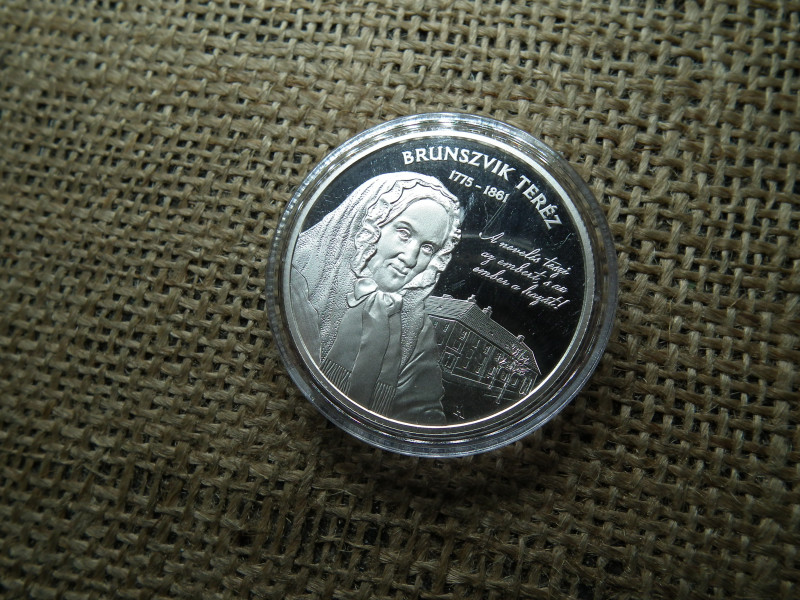 BRUNSZVIK TERÉZ
1775 - 1861
A nevelés teszi
az embert, s az
ember a hazát!